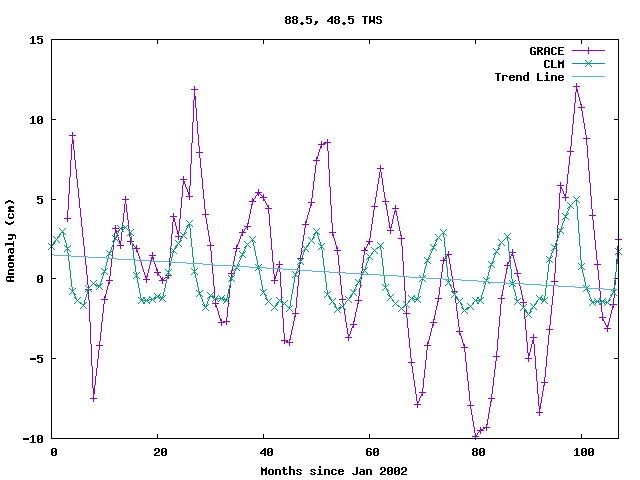 88.5, 48.5 TWS
GRACE
CLM
Trend Line
15
10
5
0
-5
-10
Anomaly (cm)
0 20 40 60 80 100
Months since Jan 2002